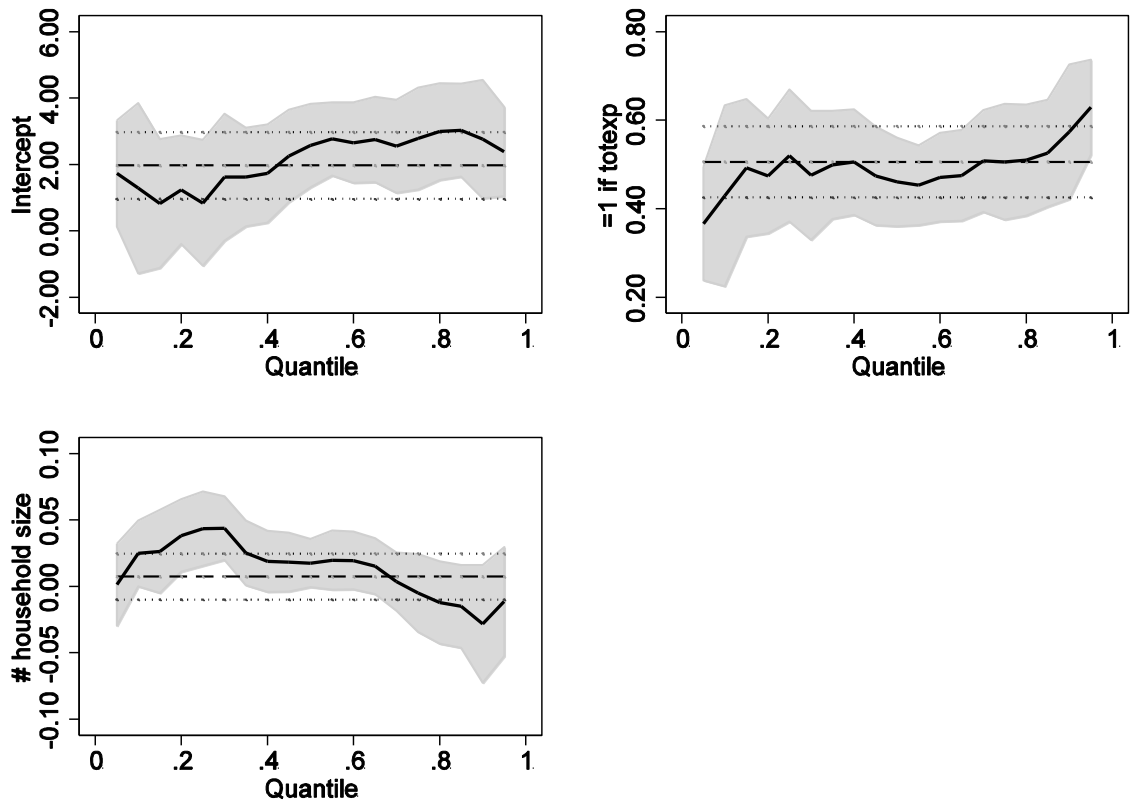 Intercept
6.00
4.00
2.00
0.00
-2.00
0 .2 .4 .6 .8 1
Quantile
=1 if totexp
0.80
0.60
0.40
0.20
0 .2 .4 .6 .8 1
Quantile
# household size
0.10
0.05
0.00
-0.05
-0.10
0 .2 .4 .6 .8 1
Quantile